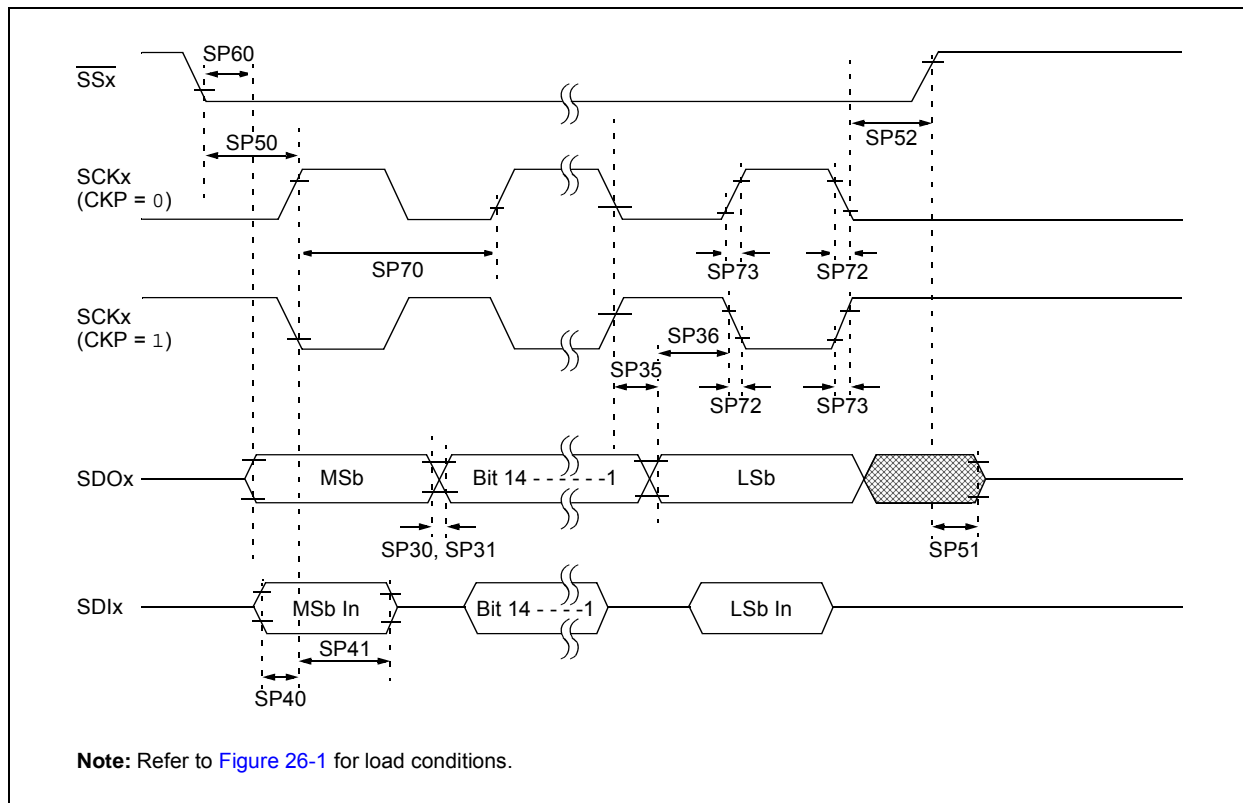 SP60
SSx
SP50
SP52
SCKx
(CKP = 0)
SP70
SP73
SP72
SCKx
(CKP = 1)
SP36
SP35
SP72
SP73
SDOx
MSb
Bit 14 - - - - - -1
LSb
SP30, SP31
SP51
SDIx
MSb In
Bit 14 - - - -1
LSb In
SP41
SP40
Note: Refer to Figure 26-1 for load conditions.